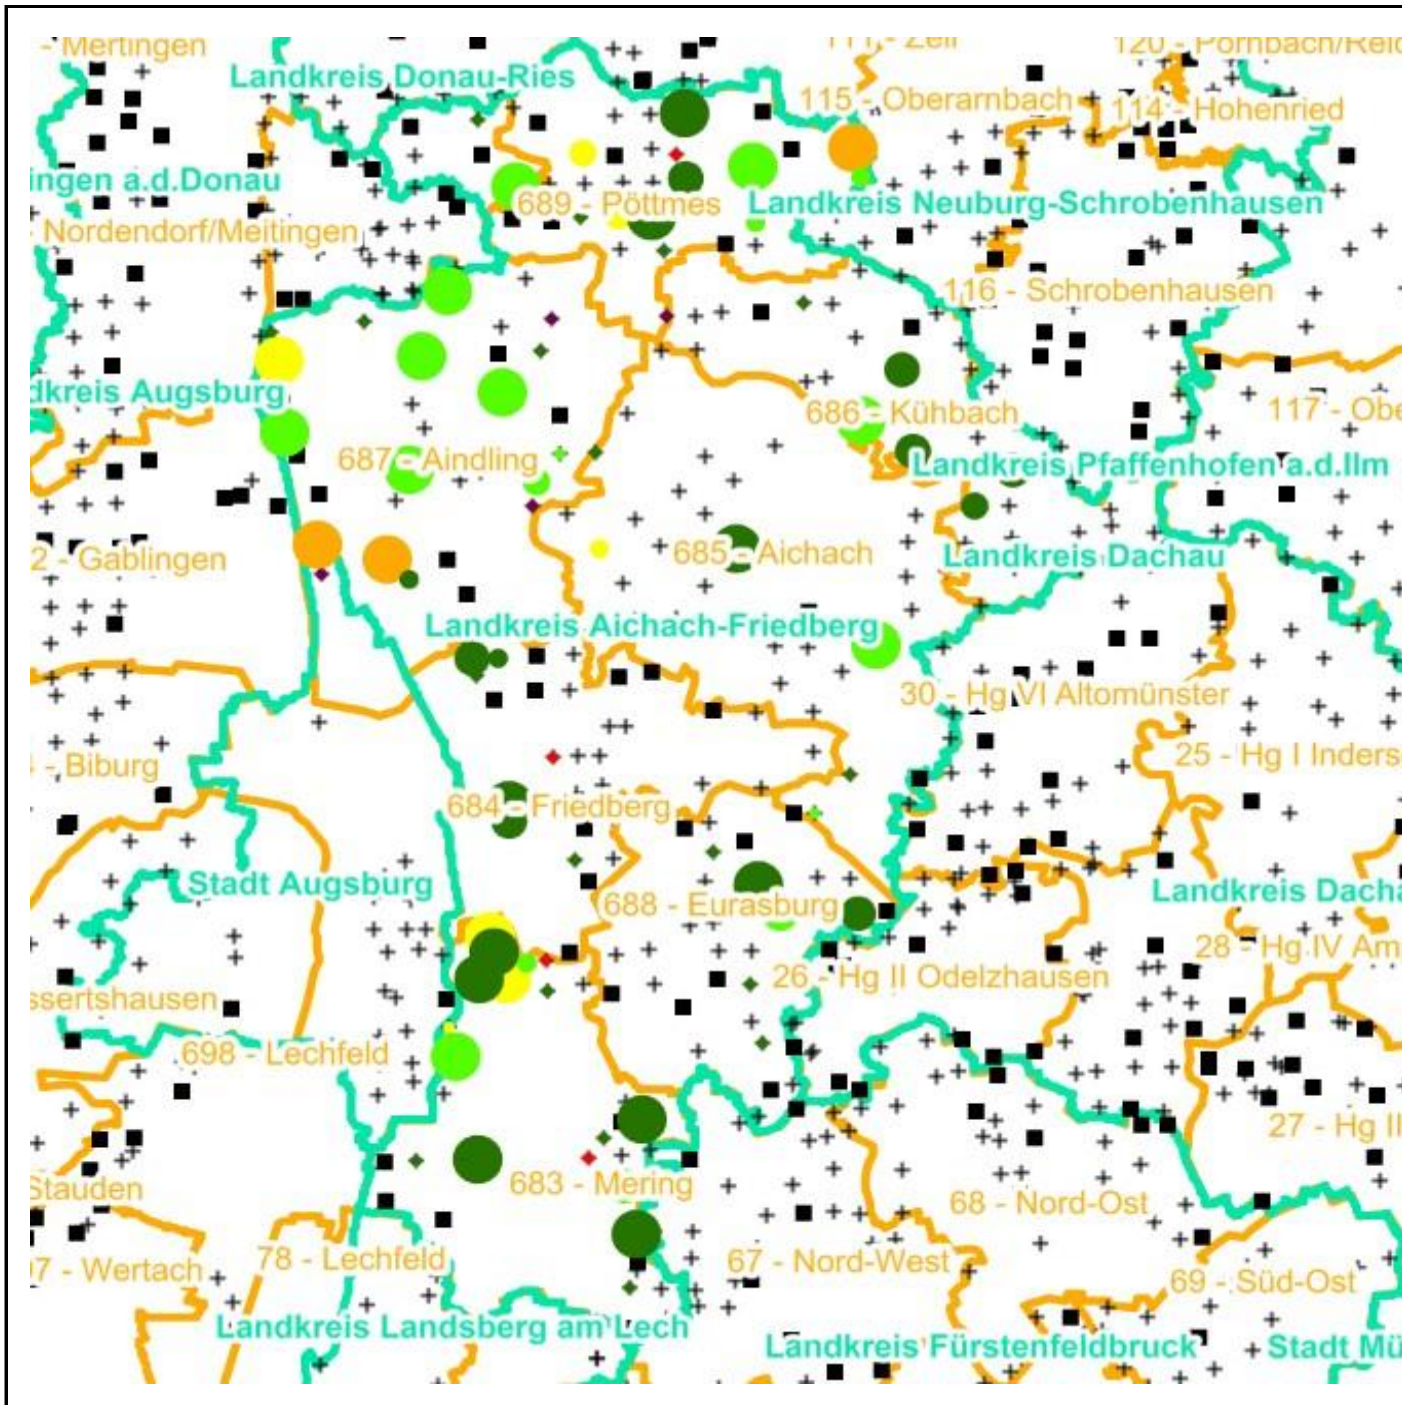 - Mertingen
111 - Zell
Landkreis Donau-Ries
115 - Oberarnbach
114 - Hohenried
ingen a.d.Donau
689 - Pöttmes
Landkreis Neuburg-Schrobenhausen
- Nordendorf/Meitingen
116 - Schrobenhausen
dkreis Augsburg
686 - Kühbach
117 - Obe
687 - Aindling
Landkreis Pfaffenhofen a.d.Ilm
2 - Gablingen
685 - Aichach
Landkreis Dachau
Landkreis Aichach-Friedberg
30 - Hg VI Altomünster
- Biburg
25 - Hg I Inders
684 - Friedberg
Stadt Augsburg
Landkreis Dacha
688 - Eurasburg
28 - Hg IV Am
26 - Hg II Odelzhausen
ssertshausen
698 - Lechfeld
27 - Hg II
683 - Mering
Stauden
68 - Nord-Ost
97 - Wertach
78 - Lechfeld
67 - Nord-West
69 - Süd-Ost
Landkreis Landsberg am Lech
Landkreis Fürstenfeldbruck
Stadt Mü